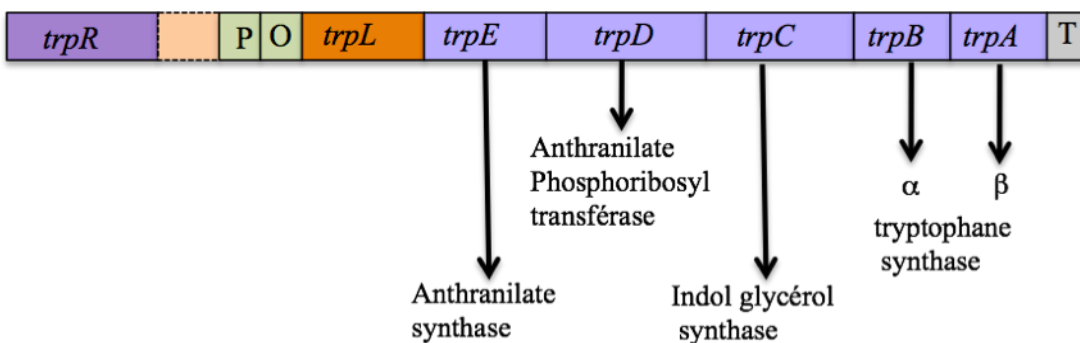 trpR P O trpL trpE trpD trpC trpB trpA T
Anthranilate
Phosphoribosyl
transférase
α β
tryptophane
synthase
Anthranilate
synthase
Indol glycérol
synthase